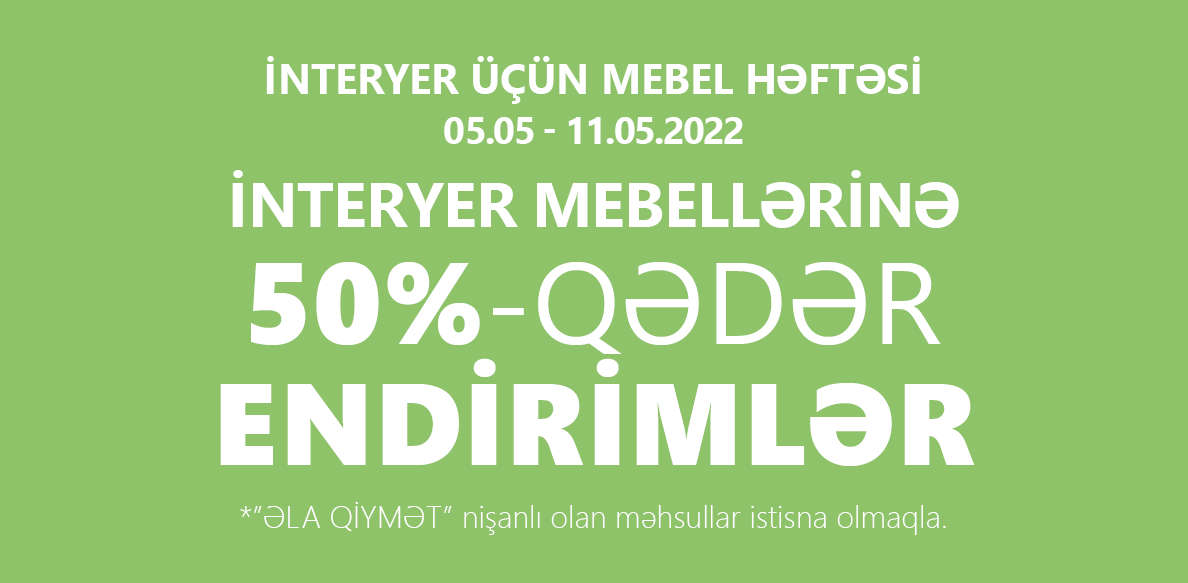 İNTERYER ÜÇÜN MEBEL HƏFTƏSİ
05.05 - 11.05.2022
İNTERYER MEBELLƏRİNƏ
50%-QƏDƏR
ENDİRİMLƏR
*”ƏLA QİYMƏT” nişanlı olan məhsullar istisna olmaqla.